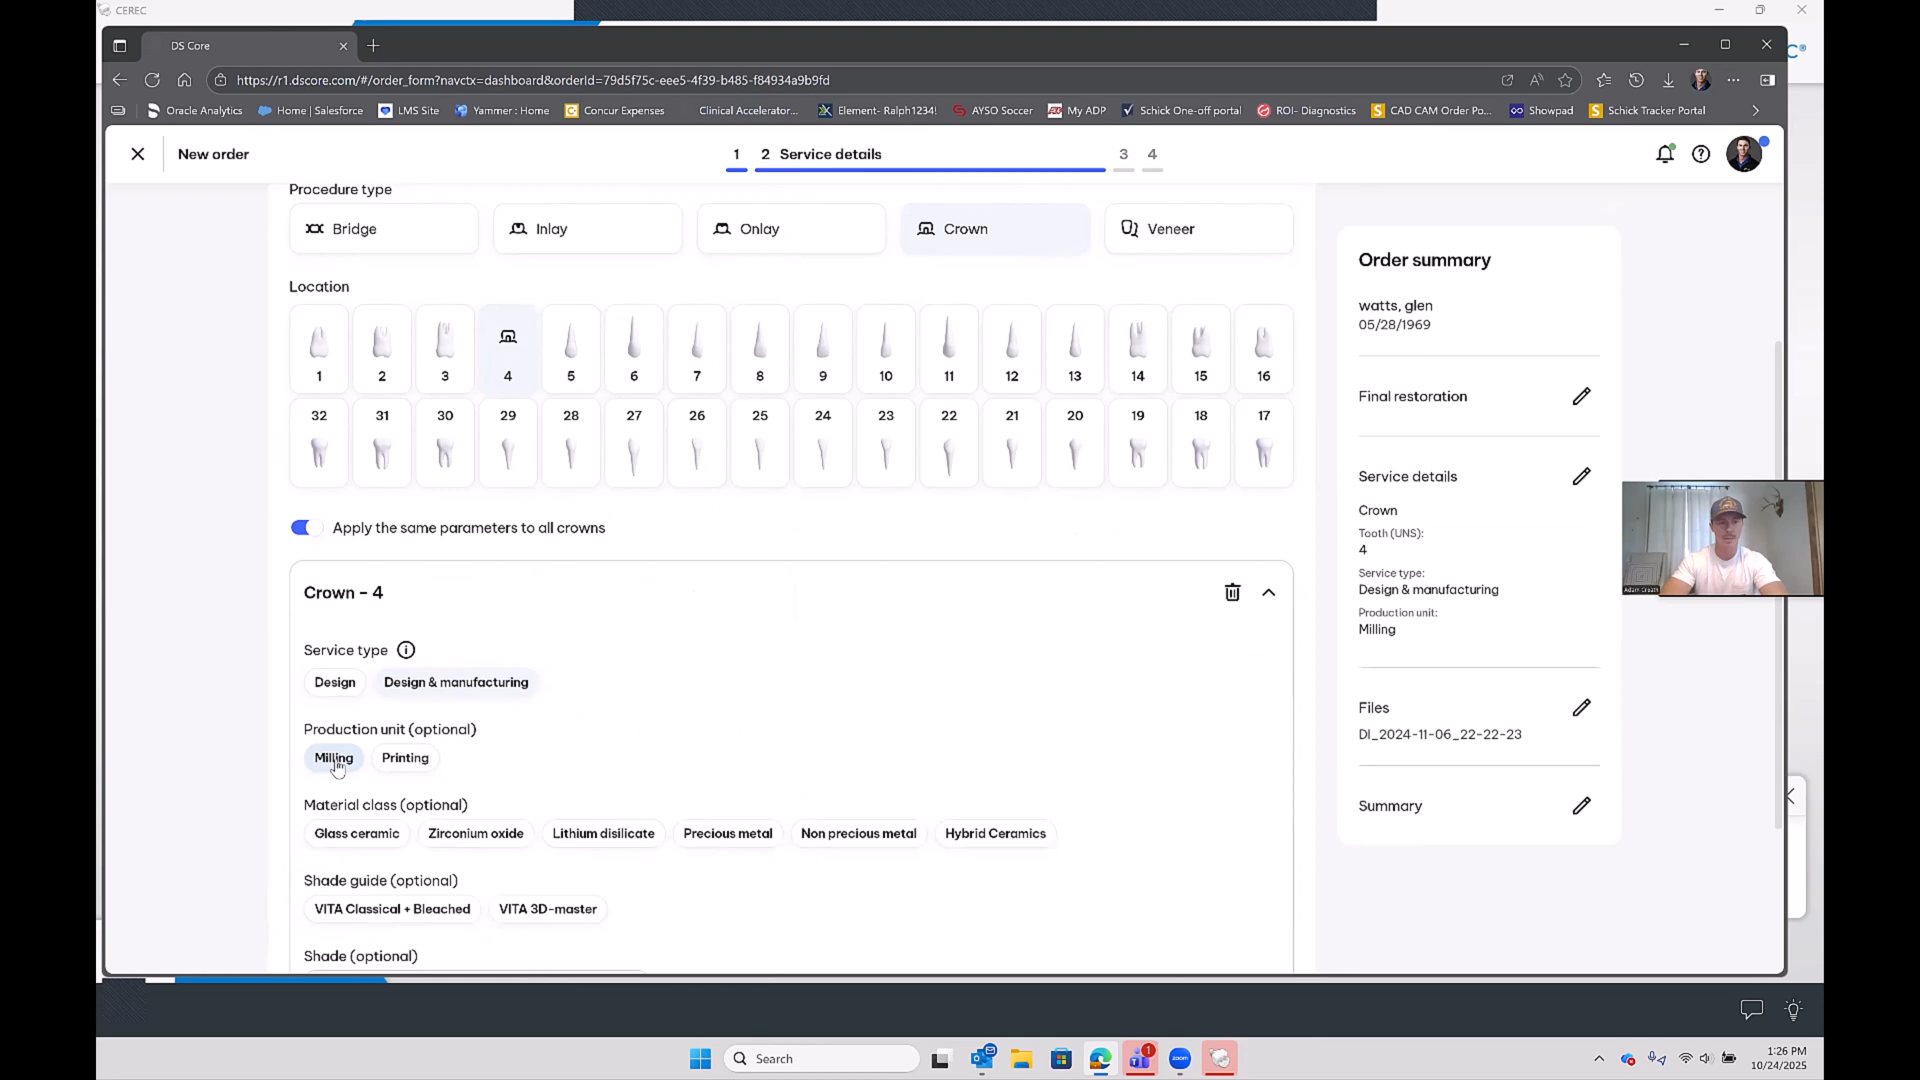 CEREC
DS Core
https://r1.dscore.com/#/order_form?navctx=dashboard&orderId=79d5f75c-eee5-4f39-b485-f84934a9b9fd
Oracle Analytics
Home | Salesforce
LMS Site
Yammer : Home
Concur Expenses
Clinical Accelerator...
Element- Ralph1234!
AYSO Soccer
My ADP
Schick One-off portal
ROI- Diagnostics
CAD CAM Order Po...
Showpad
Schick Tracker Portal
New order
1
2 Service details
3
4
Procedure type
Bridge
Inlay
Onlay
Crown
Veneer
Location
1 2 3 4 5 6 7 8 9 10 11 12 13 14 15 16
32 31 30 29 28 27 26 25 24 23 22 21 20 19 18 17
Apply the same parameters to all crowns
Crown - 4
Service type
Design
Design & manufacturing
Production unit (optional)
Milling
Printing
Material class (optional)
Glass ceramic
Zirconium oxide
Lithium disilicate
Precious metal
Non precious metal
Hybrid Ceramics
Shade guide (optional)
VITA Classical + Bleached
VITA 3D-master
Shade (optional)
Order summary
watts, glen
05/28/1969
Final restoration
Service details
Crown
Tooth (UNS):
4
Service type:
Design & manufacturing
Production unit:
Milling
Files
DI_2024-11-06_22-22-23
Summary
Search
1
zoom
1:26 PM
10/24/2025